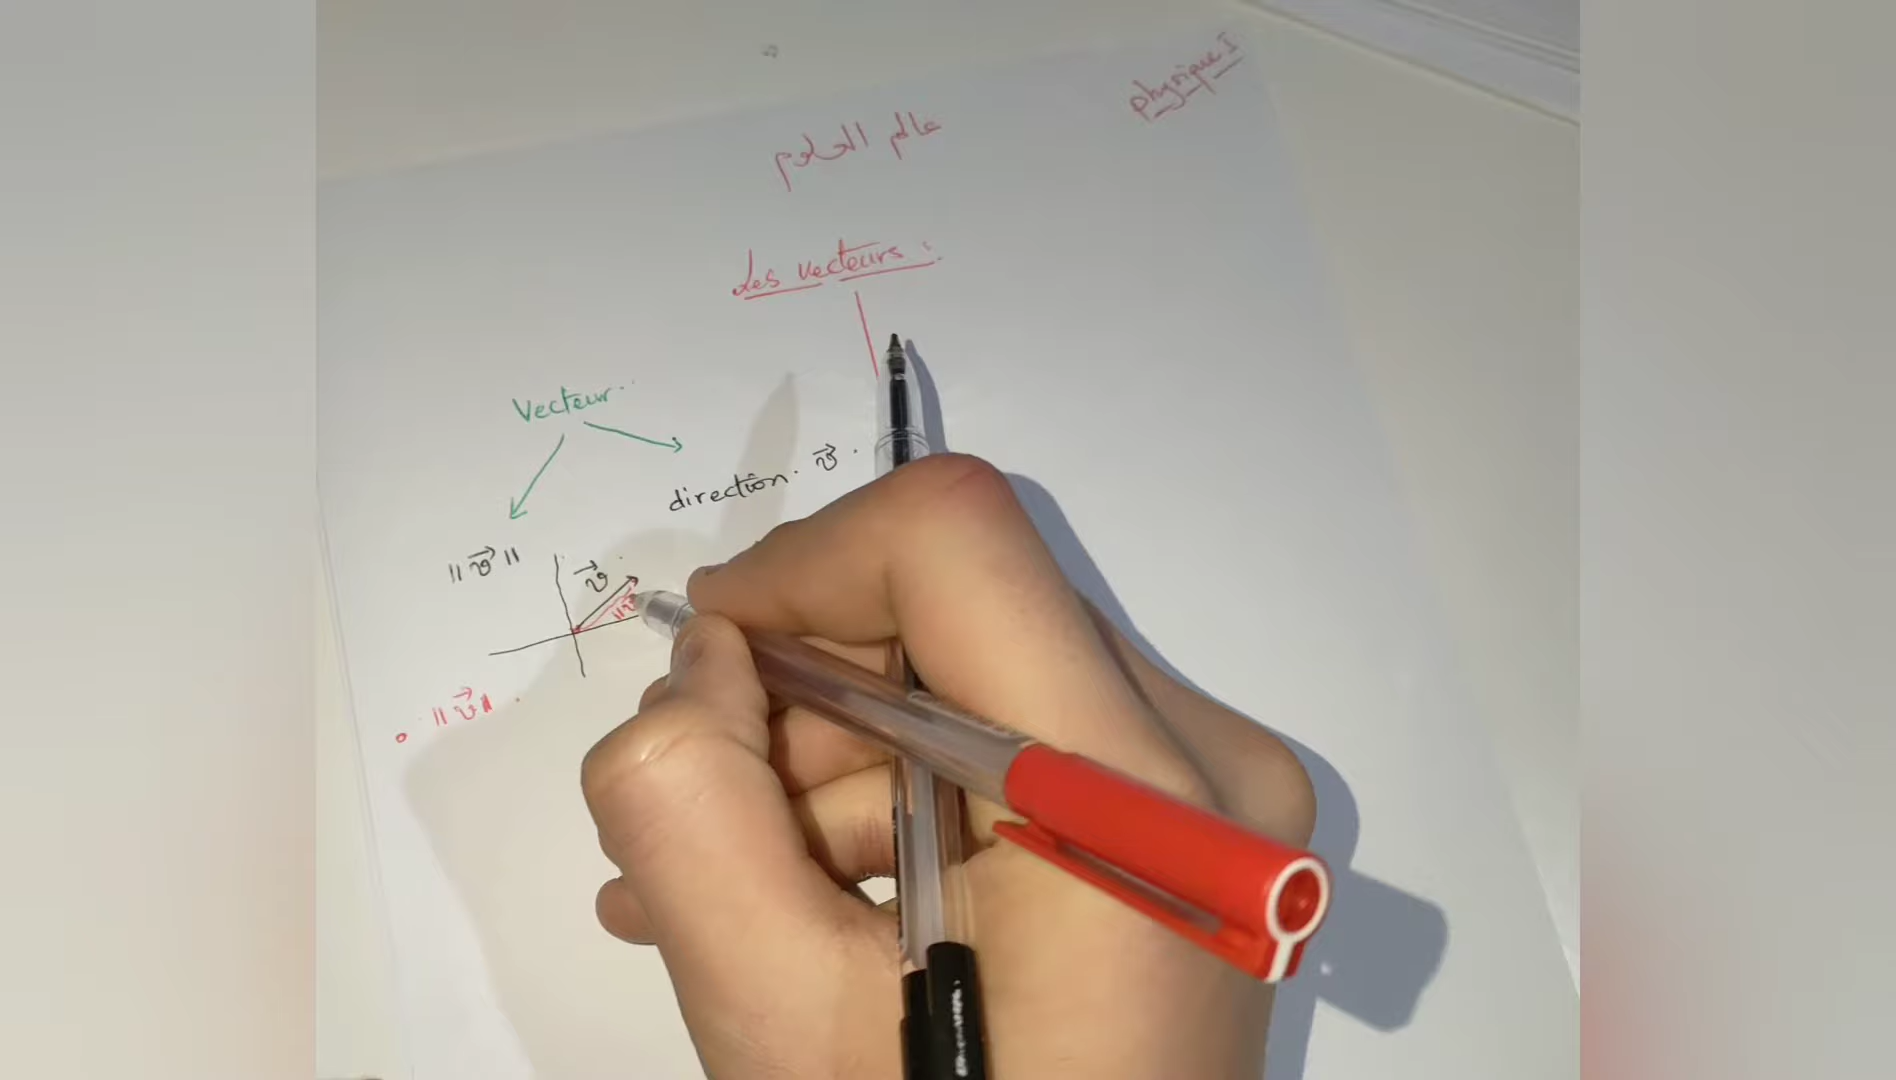 physique I
عالم العلوم
Les vecteurs :
Vecteur..
direction. v⃗ .
|| v⃗ ||
v⃗
|| v⃗
|| v⃗ || .